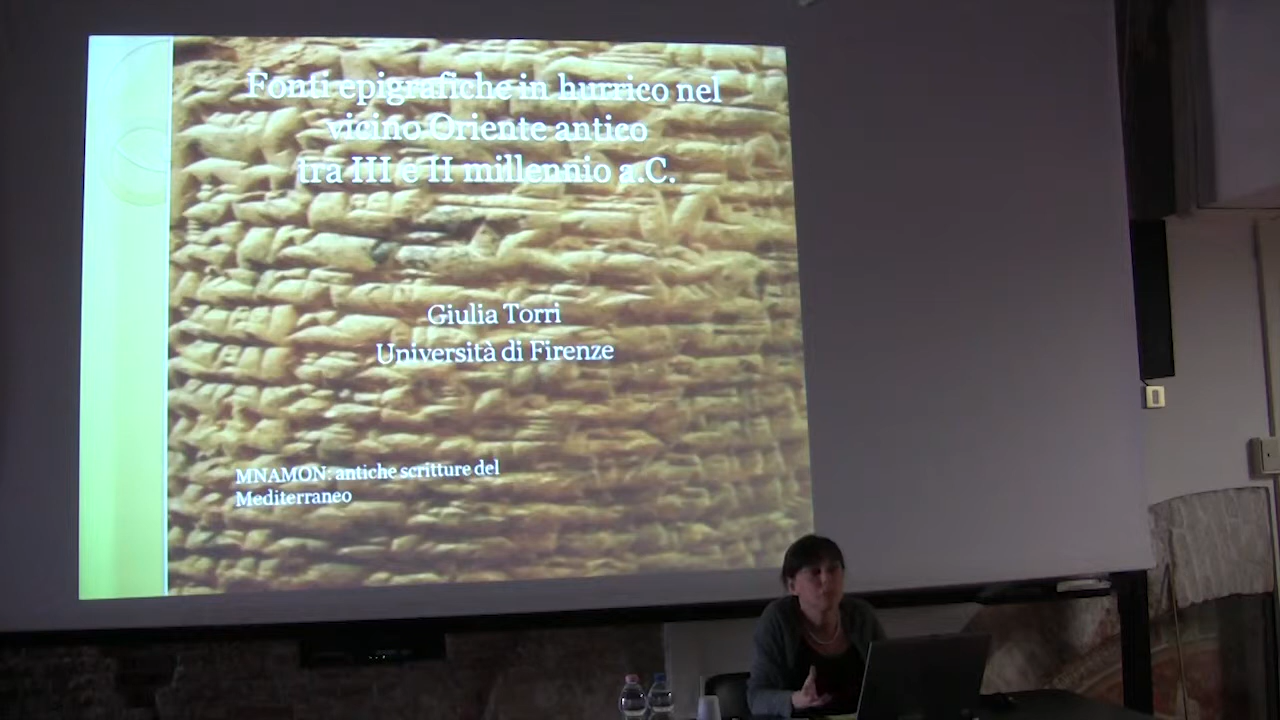 Fonti epigrafiche in hurrico nel
vicino Oriente antico
tra III e II millennio a.C.
Giulia Torri
Università di Firenze
MNAMON: antiche scritture del
Mediterraneo